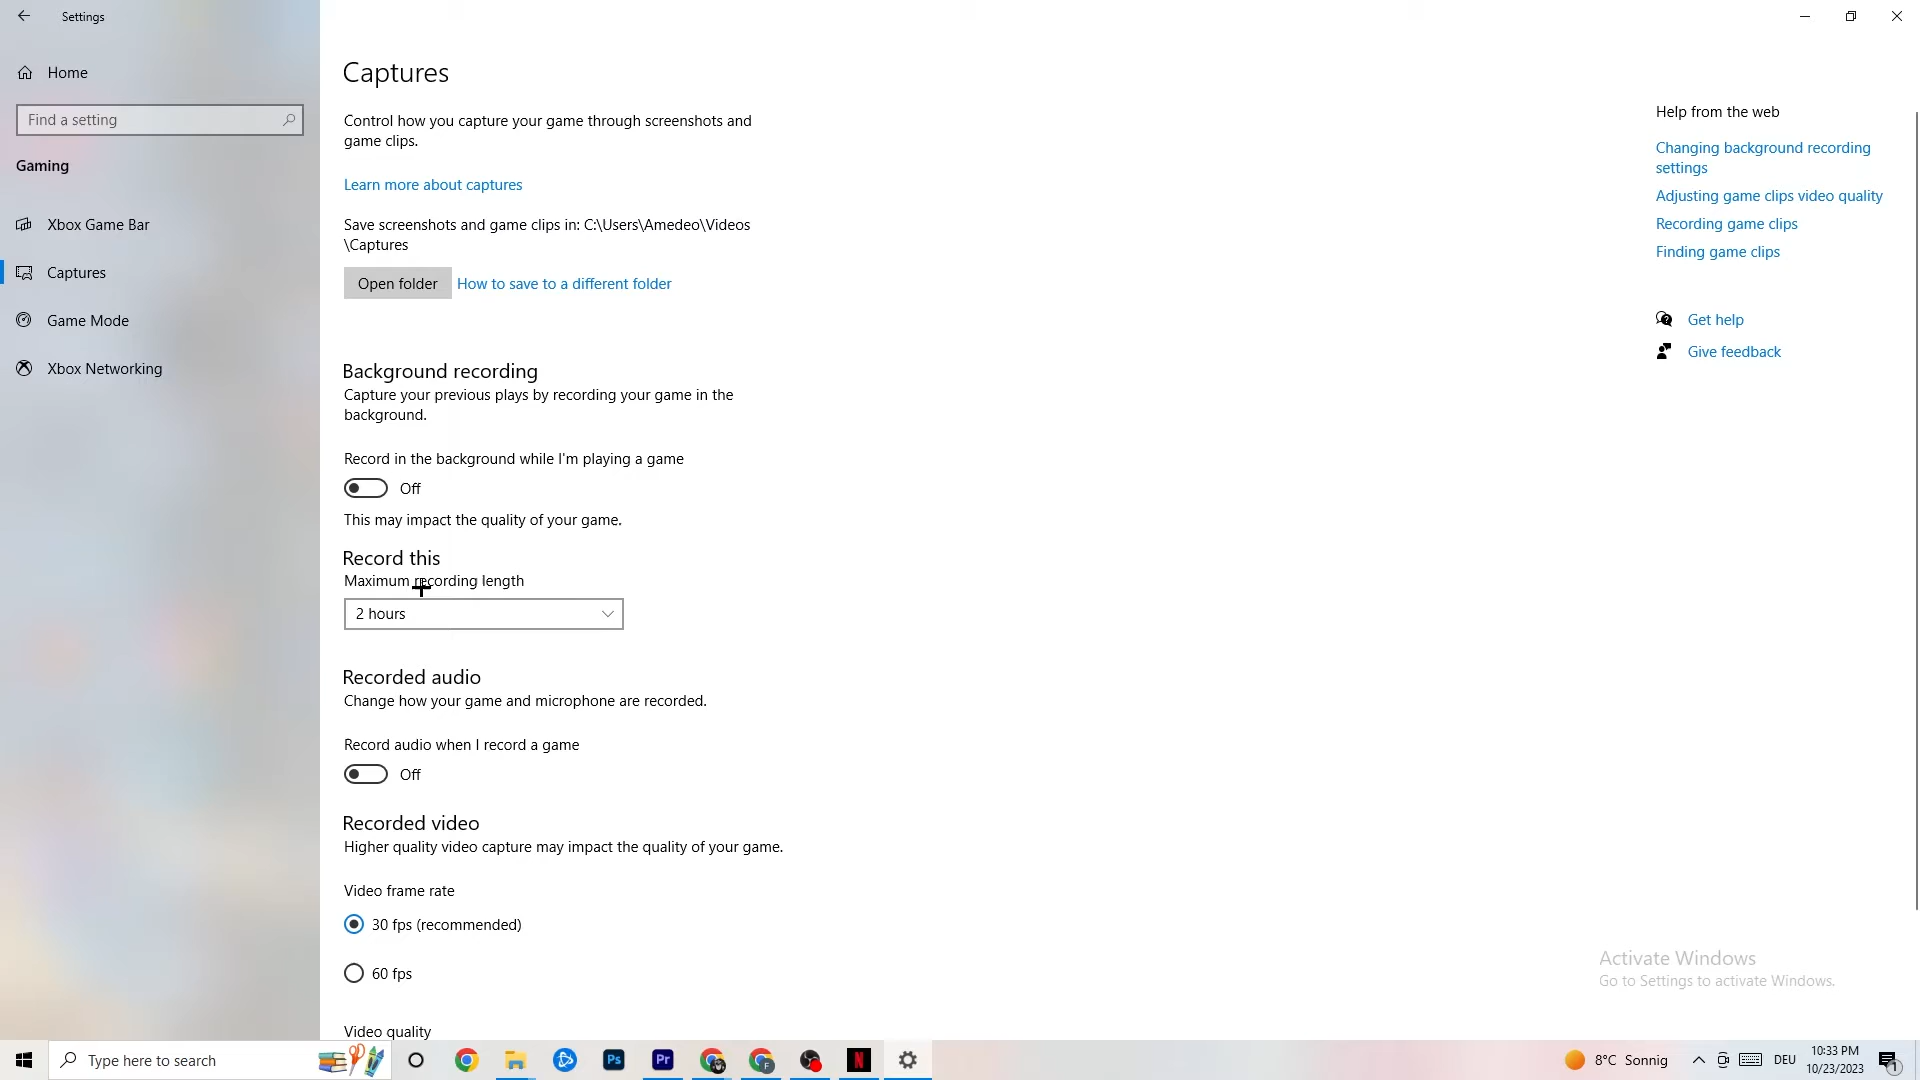 Settings
Home
Find a setting
Gaming
Xbox Game Bar
Captures
Game Mode
Xbox Networking
Captures
Control how you capture your game through screenshots and
game clips.
Learn more about captures
Save screenshots and game clips in: C:\Users\Amedeo\Videos
\Captures
Open folder
How to save to a different folder
Background recording
Capture your previous plays by recording your game in the
background.
Record in the background while I'm playing a game
Off
This may impact the quality of your game.
Record this
Maximum recording length
2 hours
Recorded audio
Change how your game and microphone are recorded.
Record audio when I record a game
Off
Recorded video
Higher quality video capture may impact the quality of your game.
Video frame rate
30 fps (recommended)
60 fps
Video quality
Help from the web
Changing background recording
settings
Adjusting game clips video quality
Recording game clips
Finding game clips
Get help
Give feedback
Activate Windows
Go to Settings to activate Windows.
Type here to search
Ps
Pr
F
N
8°C Sonnig
DEU
10:33 PM
10/23/2023
1